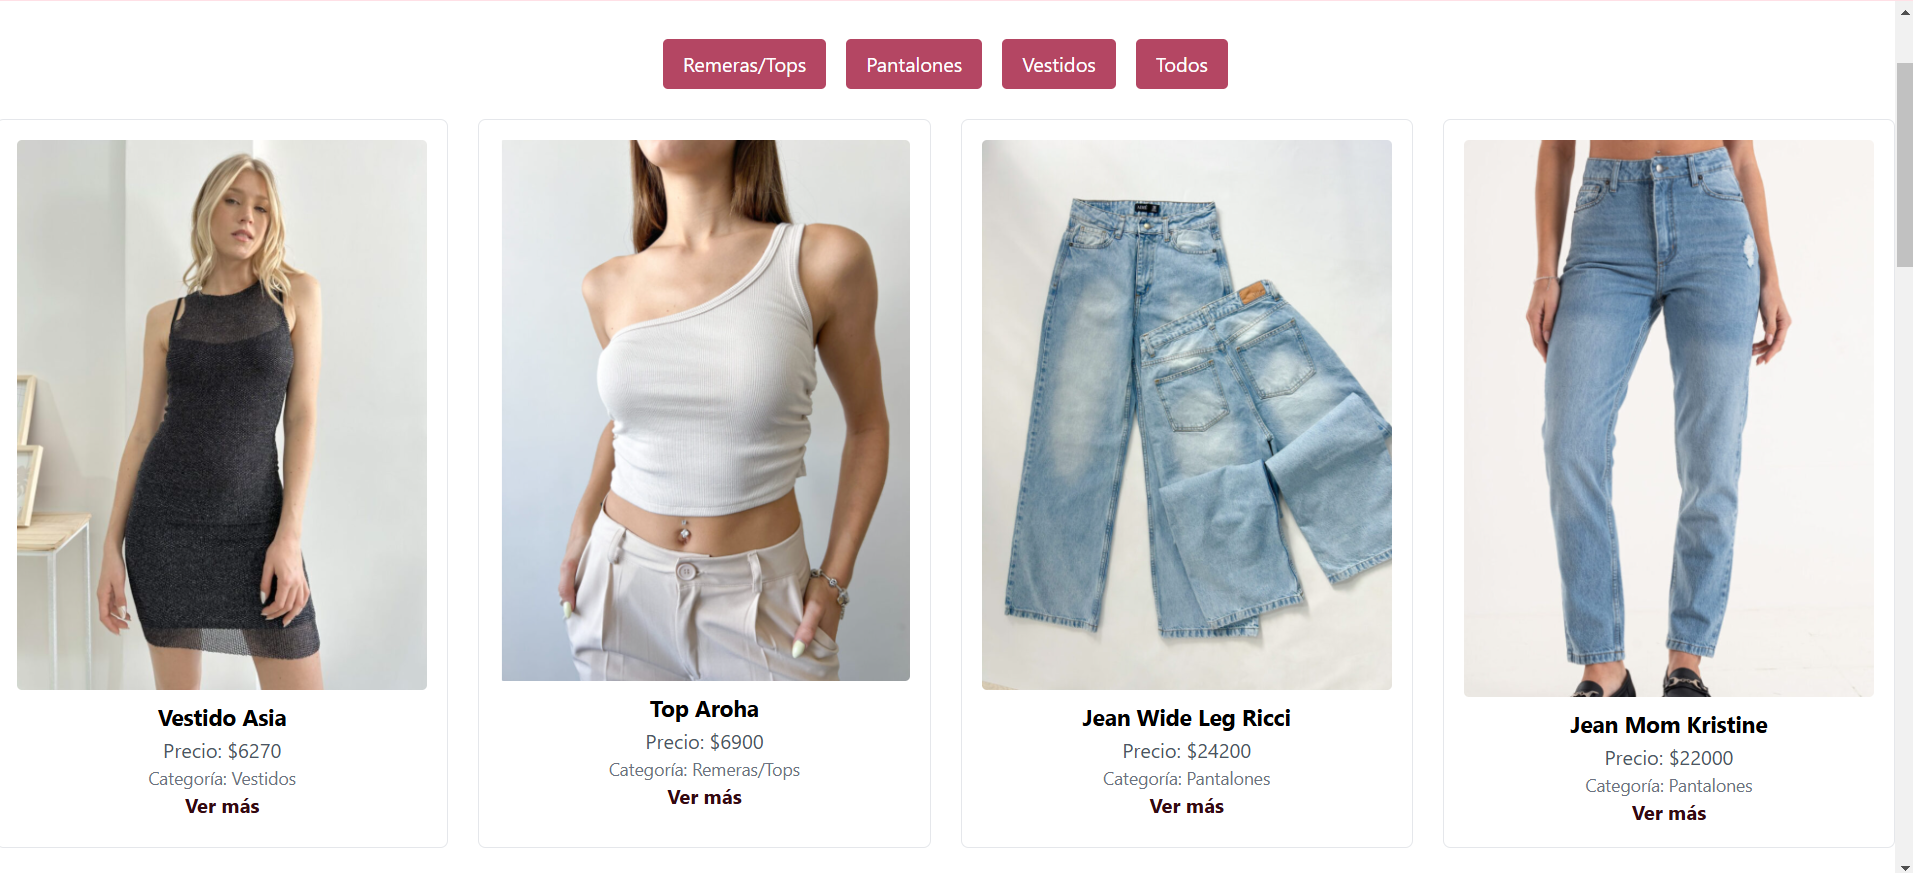 Remeras/Tops
Pantalones
Vestidos
Todos
Vestido Asia
Precio: $6270
Categoría: Vestidos
Ver más
Top Aroha
Precio: $6900
Categoría: Remeras/Tops
Ver más
Jean Wide Leg Ricci
Precio: $24200
Categoría: Pantalones
Ver más
Jean Mom Kristine
Precio: $22000
Categoría: Pantalones
Ver más